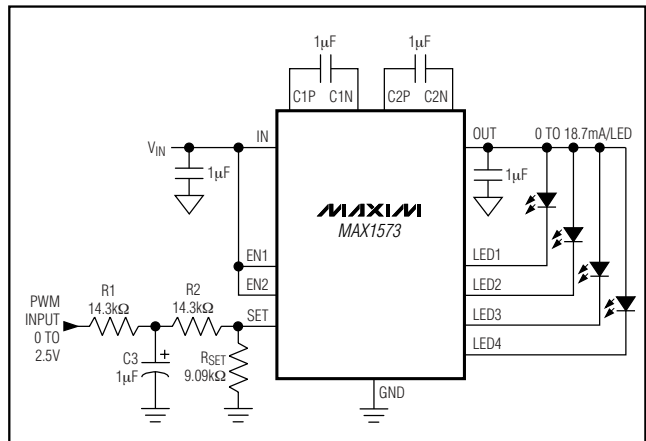 1µF
1µF
C1P C1N C2P C2N
VIN
IN
OUT
0 TO 18.7mA/LED
1µF
1µF
MAXIM
MAX1573
EN1
EN2
LED1
LED2
LED3
LED4
PWM
INPUT
0 TO
2.5V
R1
14.3kΩ
R2
14.3kΩ
SET
C3
1µF
+
RSET
9.09kΩ
GND